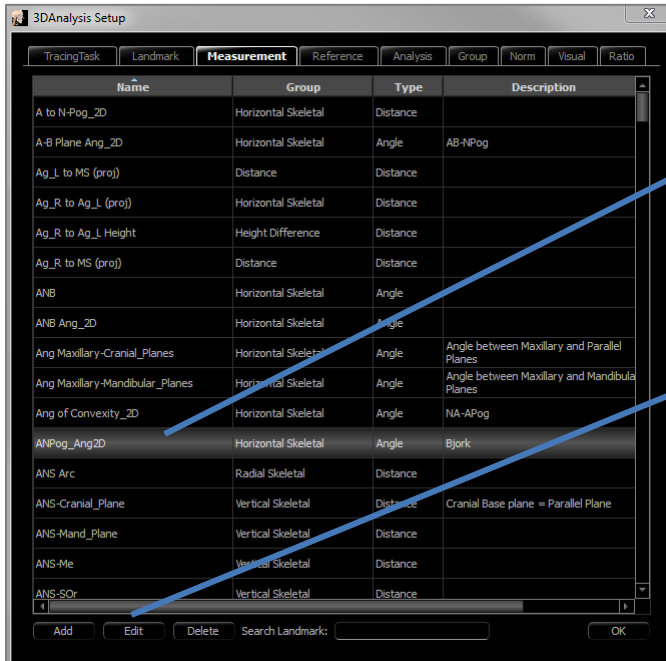 3DAnalysis Setup
TracingTask Landmark Measurement Reference Analysis Group Norm Visual Ratio
Name Group Type Description
A to N-Pog_2D Horizontal Skeletal Distance
A-B Plane Ang_2D Horizontal Skeletal Angle AB-NPog
Ag_L to MS (proj) Distance Distance
Ag_R to Ag_L (proj) Horizontal Skeletal Distance
Ag_R to Ag_L Height Height Difference Distance
Ag_R to MS (proj) Distance Distance
ANB Horizontal Skeletal Angle
ANB Ang_2D Horizontal Skeletal Angle
Ang Maxillary-Cranial_Planes Horizontal Skeletal Angle Angle between Maxillary and Parallel
Planes
Ang Maxillary-Mandibular_Planes Horizontal Skeletal Angle Angle between Maxillary and Mandibula
Planes
Ang of Convexity_2D Horizontal Skeletal Angle NA-APog
ANPog_Ang2D Horizontal Skeletal Angle Bjork
ANS Arc Radial Skeletal Distance
ANS-Cranial_Plane Vertical Skeletal Distance Cranial Base plane = Parallel Plane
ANS-Mand_Plane Vertical Skeletal Distance
ANS-Me Vertical Skeletal Distance
ANS-SOr Vertical Skeletal Distance
Add Edit Delete Search Landmark: OK